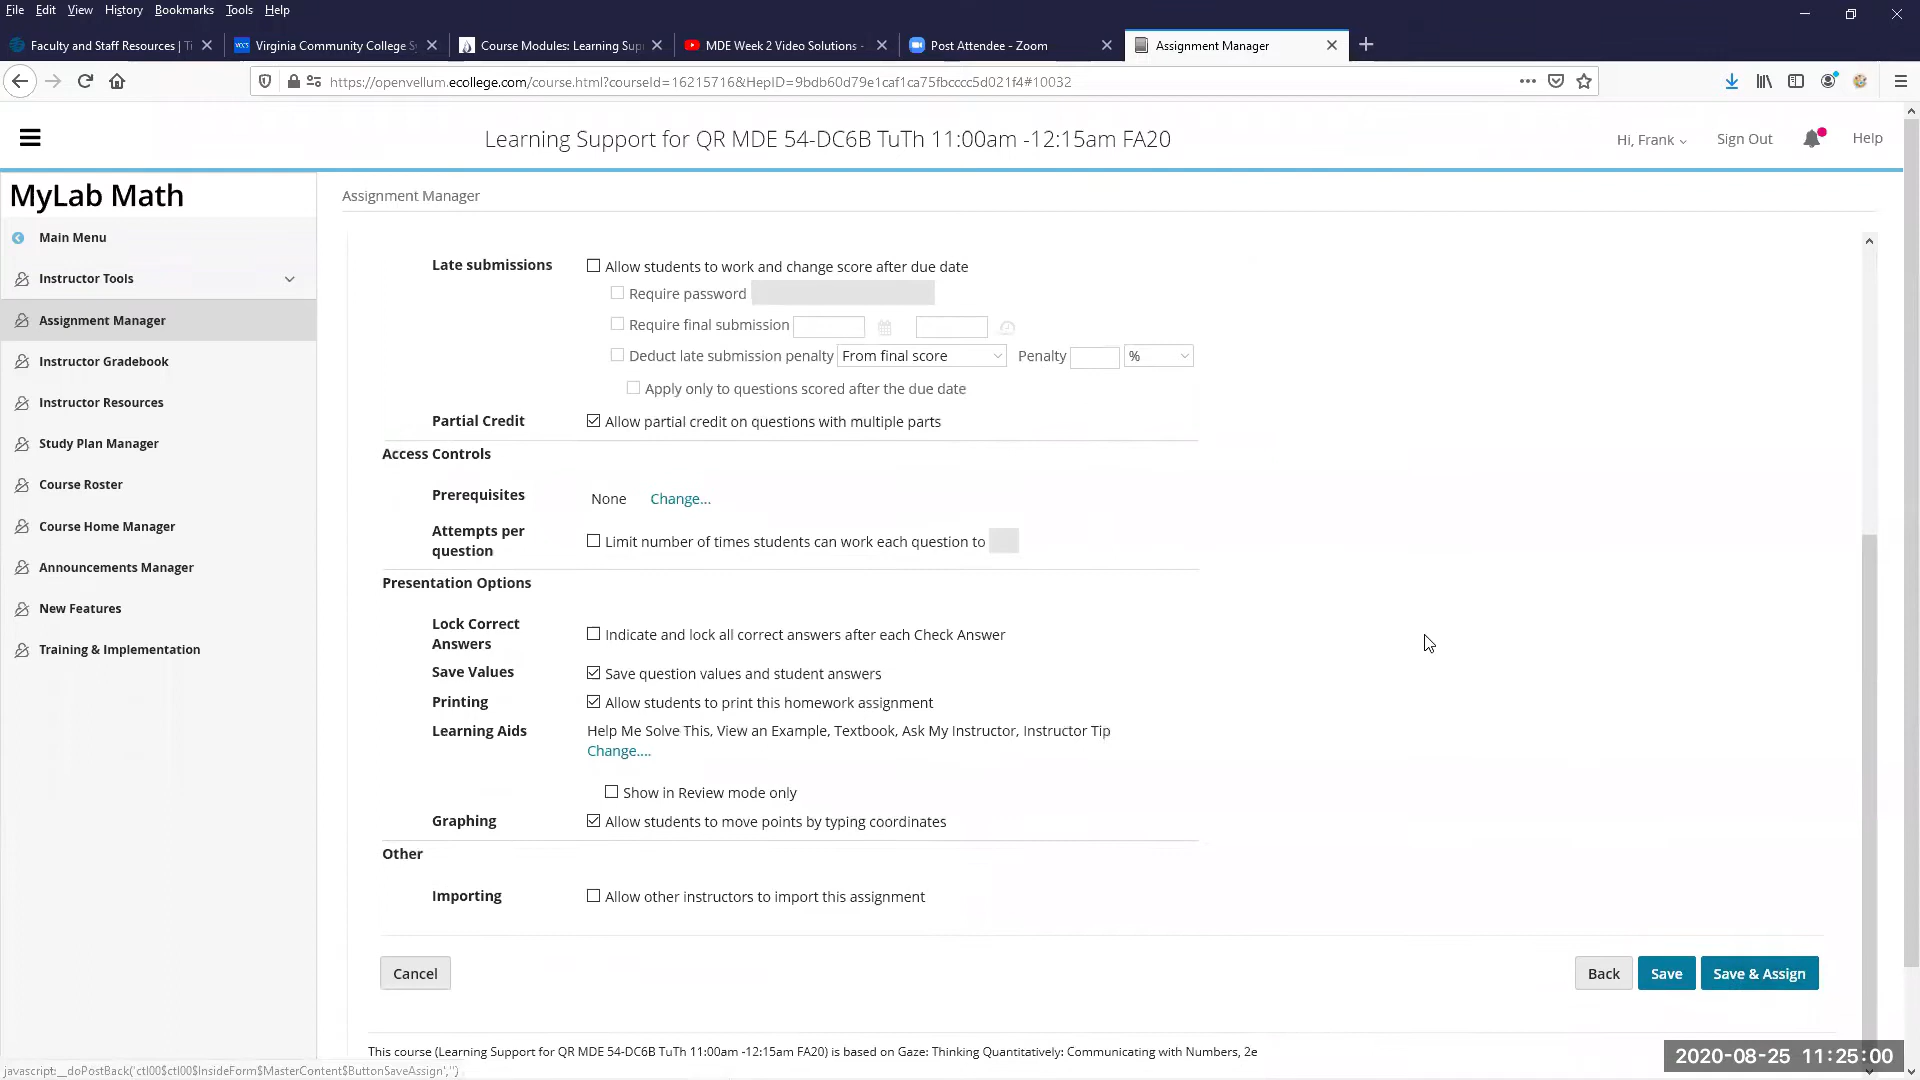 File Edit View History Bookmarks Tools Help
Faculty and Staff Resources | Ti
Virginia Community College Sy
Course Modules: Learning Supp
MDE Week 2 Video Solutions -
Post Attendee - Zoom
Assignment Manager
https://openvellum.ecollege.com/course.html?courseId=16215716&HepID=9bdb60d79e1caf1ca75fbcccc5d021f4#10032
Learning Support for QR MDE 54-DC6B TuTh 11:00am -12:15am FA20
Hi, Frank
Sign Out
Help
MyLab Math
Main Menu
Instructor Tools
Assignment Manager
Instructor Gradebook
Instructor Resources
Study Plan Manager
Course Roster
Course Home Manager
Announcements Manager
New Features
Training & Implementation
Assignment Manager
Late submissions
Allow students to work and change score after due date
Require password
Require final submission
Deduct late submission penalty From final score Penalty %
Apply only to questions scored after the due date
Partial Credit
Allow partial credit on questions with multiple parts
Access Controls
Prerequisites
None Change...
Attempts per
question
Limit number of times students can work each question to
Presentation Options
Lock Correct
Answers
Indicate and lock all correct answers after each Check Answer
Save Values
Save question values and student answers
Printing
Allow students to print this homework assignment
Learning Aids
Help Me Solve This, View an Example, Textbook, Ask My Instructor, Instructor Tip
Change....
Show in Review mode only
Graphing
Allow students to move points by typing coordinates
Other
Importing
Allow other instructors to import this assignment
Cancel
Back
Save
Save & Assign
This course (Learning Support for QR MDE 54-DC6B TuTh 11:00am -12:15am FA20) is based on Gaze: Thinking Quantitatively: Communicating with Numbers, 2e
javascript:__doPostBack('ctl00$ctl00$InsideForm$MasterContent$ButtonSaveAssign','')
2020-08-25 11:25:00